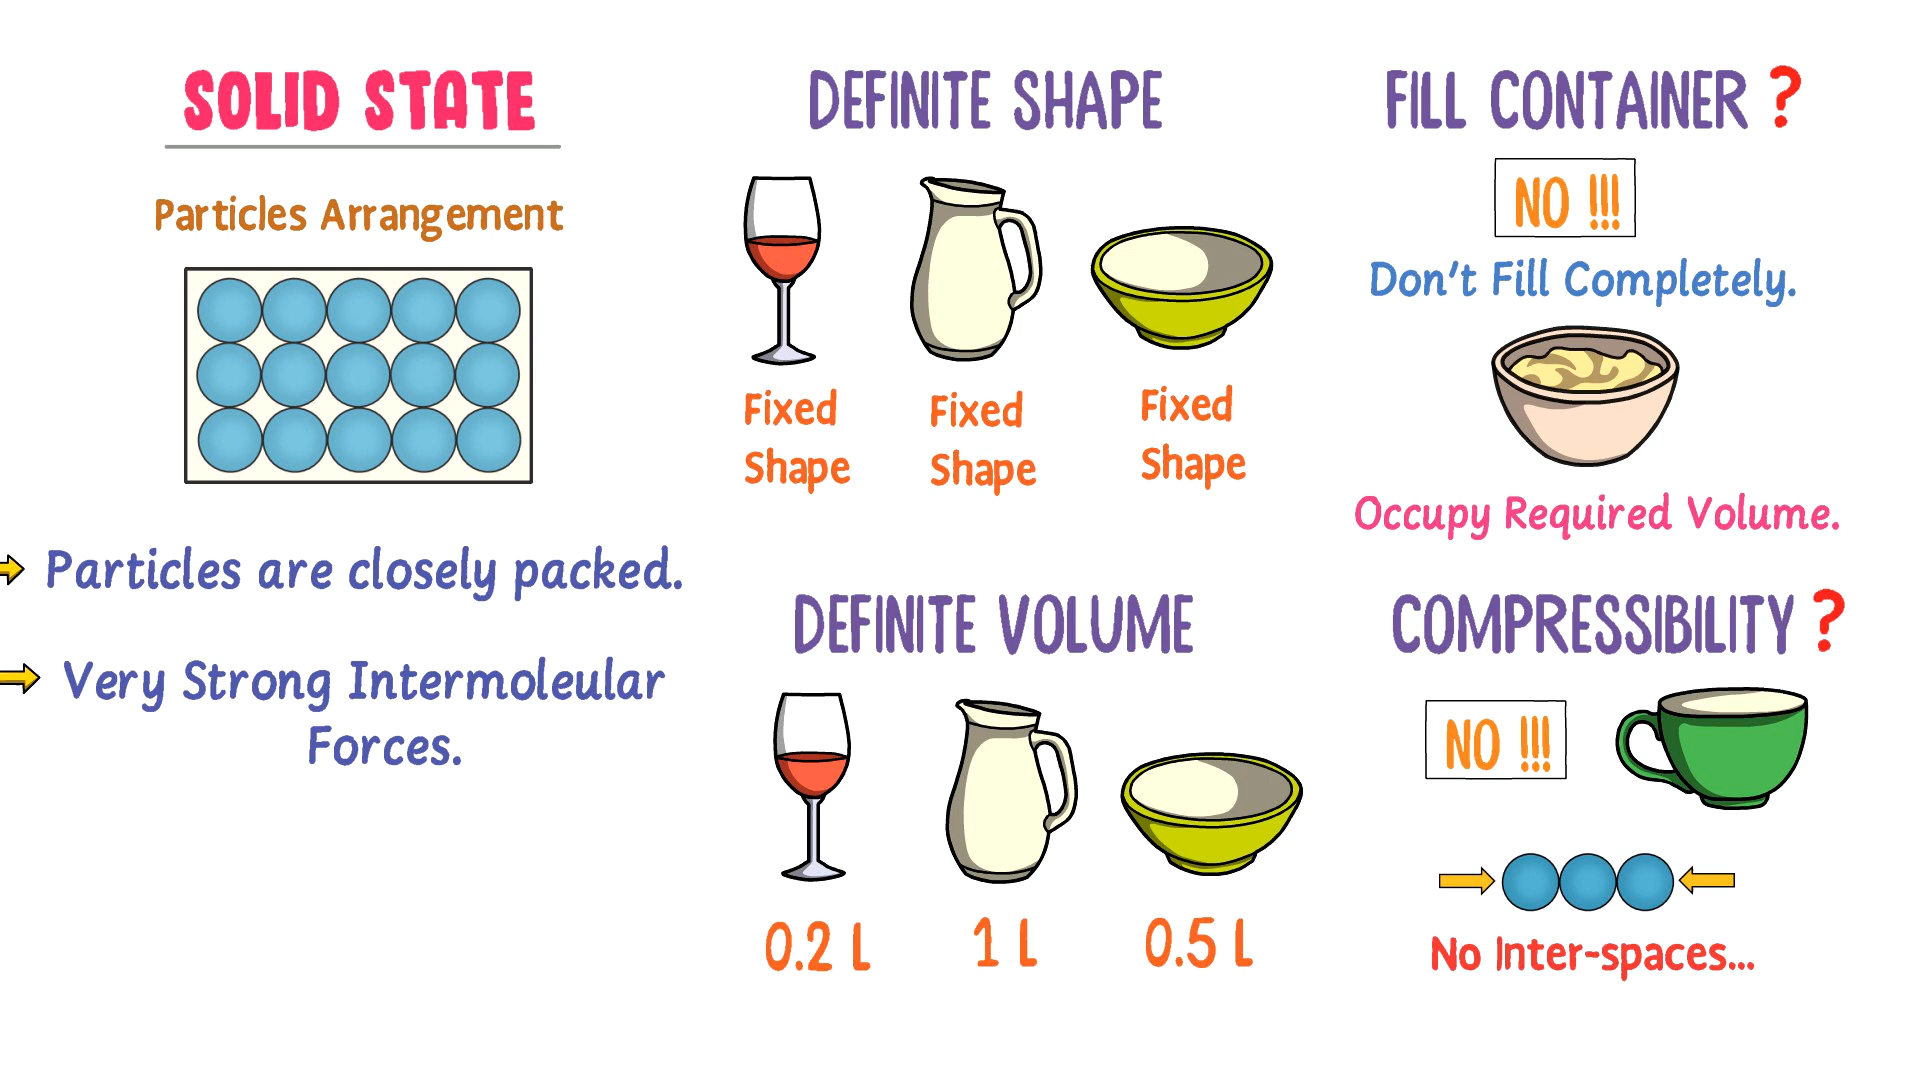 SOLID STATE
Particles Arrangement
Particles are closely packed.
Very Strong Intermoleular
Forces.
DEFINITE SHAPE
Fixed
Shape
Fixed
Shape
Fixed
Shape
DEFINITE VOLUME
0.2 L
1 L
0.5 L
FILL CONTAINER ?
NO !!!
Don't Fill Completely.
Occupy Required Volume.
COMPRESSIBILITY ?
NO !!!
No Inter-spaces...